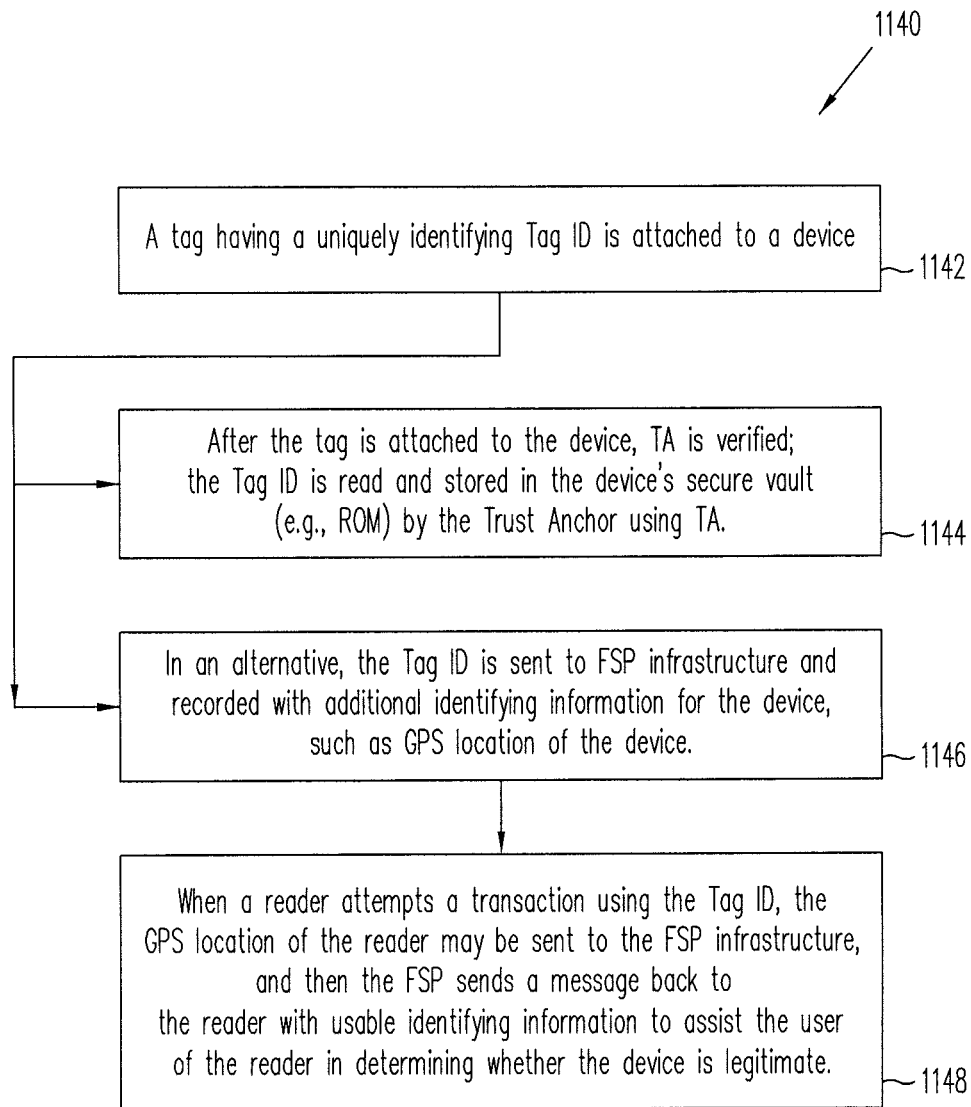 1140
A tag having a uniquely identifying Tag ID is attached to a device
1142
After the tag is attached to the device, TA is verified;
the Tag ID is read and stored in the device's secure vault
(e.g., ROM) by the Trust Anchor using TA.
1144
In an alternative, the Tag ID is sent to FSP infrastructure and
recorded with additional identifying information for the device,
such as GPS location of the device.
1146
When a reader attempts a transaction using the Tag ID, the
GPS location of the reader may be sent to the FSP infrastructure,
and then the FSP sends a message back to
the reader with usable identifying information to assist the user
of the reader in determining whether the device is legitimate.
1148